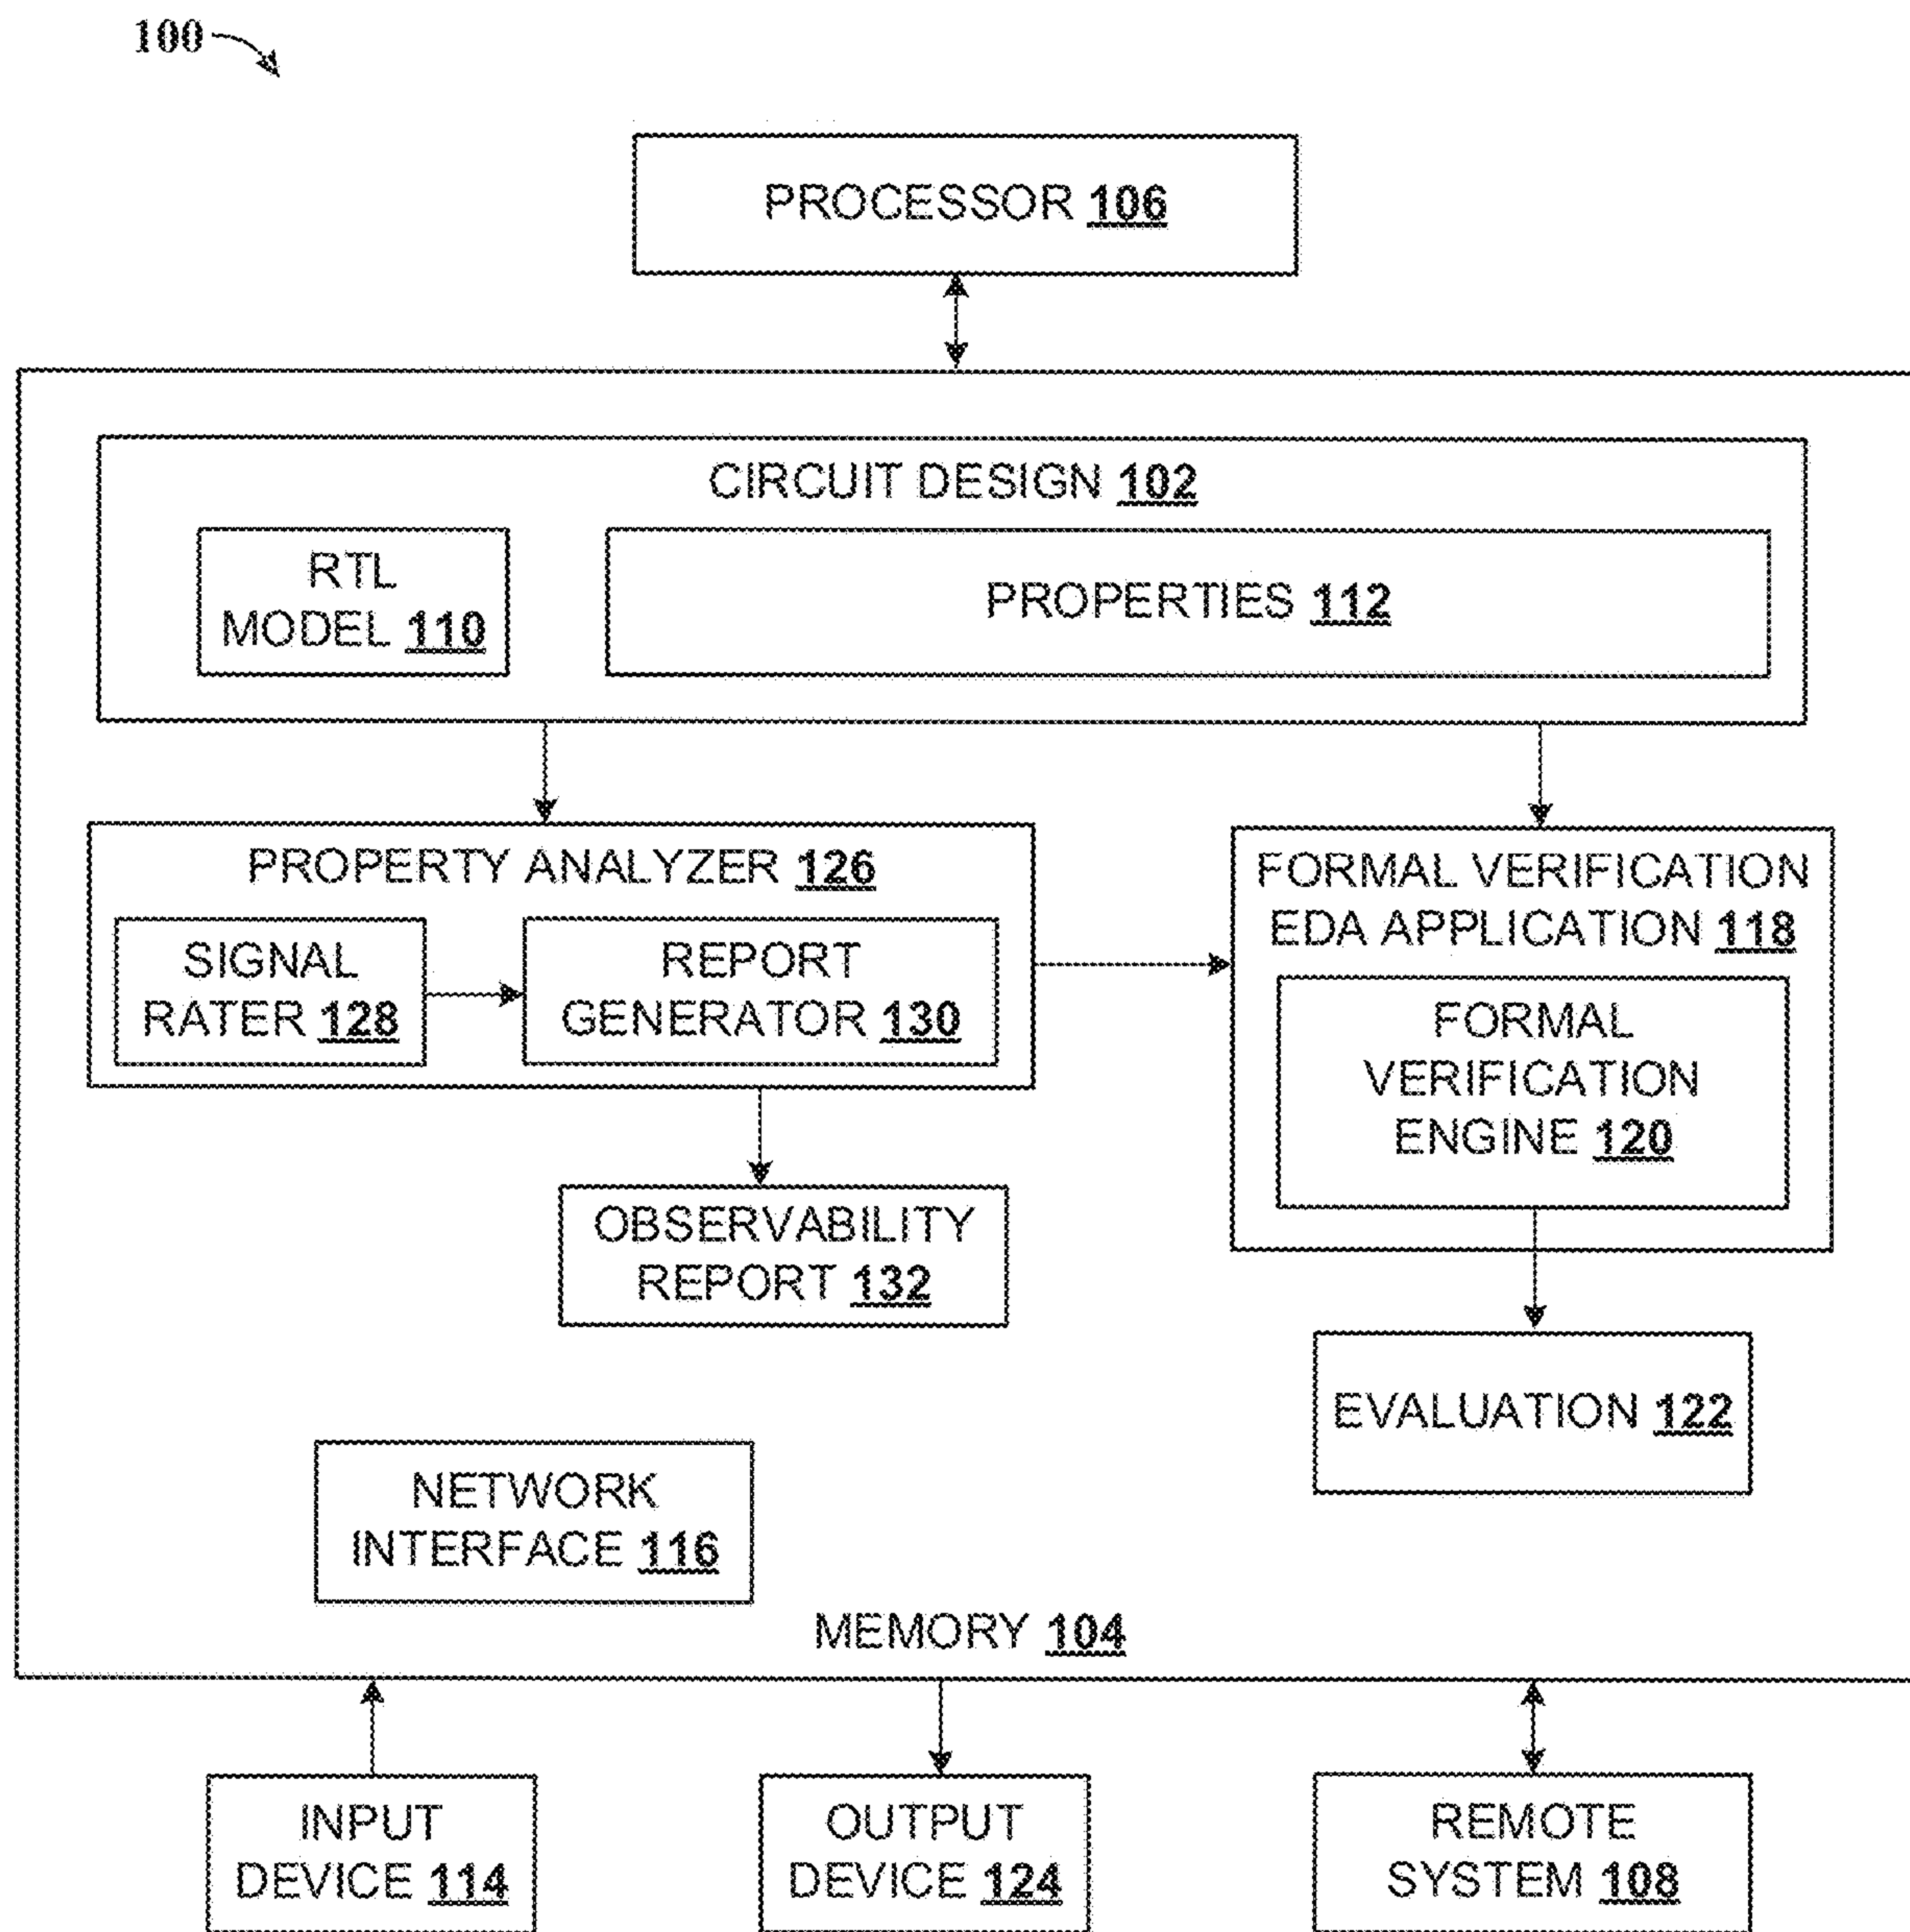 100
PROCESSOR 106
CIRCUIT DESIGN 102
RTL
MODEL 110
PROPERTIES 112
PROPERTY ANALYZER 126
SIGNAL
RATER 128
REPORT
GENERATOR 130
FORMAL VERIFICATION
EDA APPLICATION 118
FORMAL
VERIFICATION
ENGINE 120
OBSERVABILITY
REPORT 132
EVALUATION 122
NETWORK
INTERFACE 116
MEMORY 104
INPUT
DEVICE 114
OUTPUT
DEVICE 124
REMOTE
SYSTEM 108